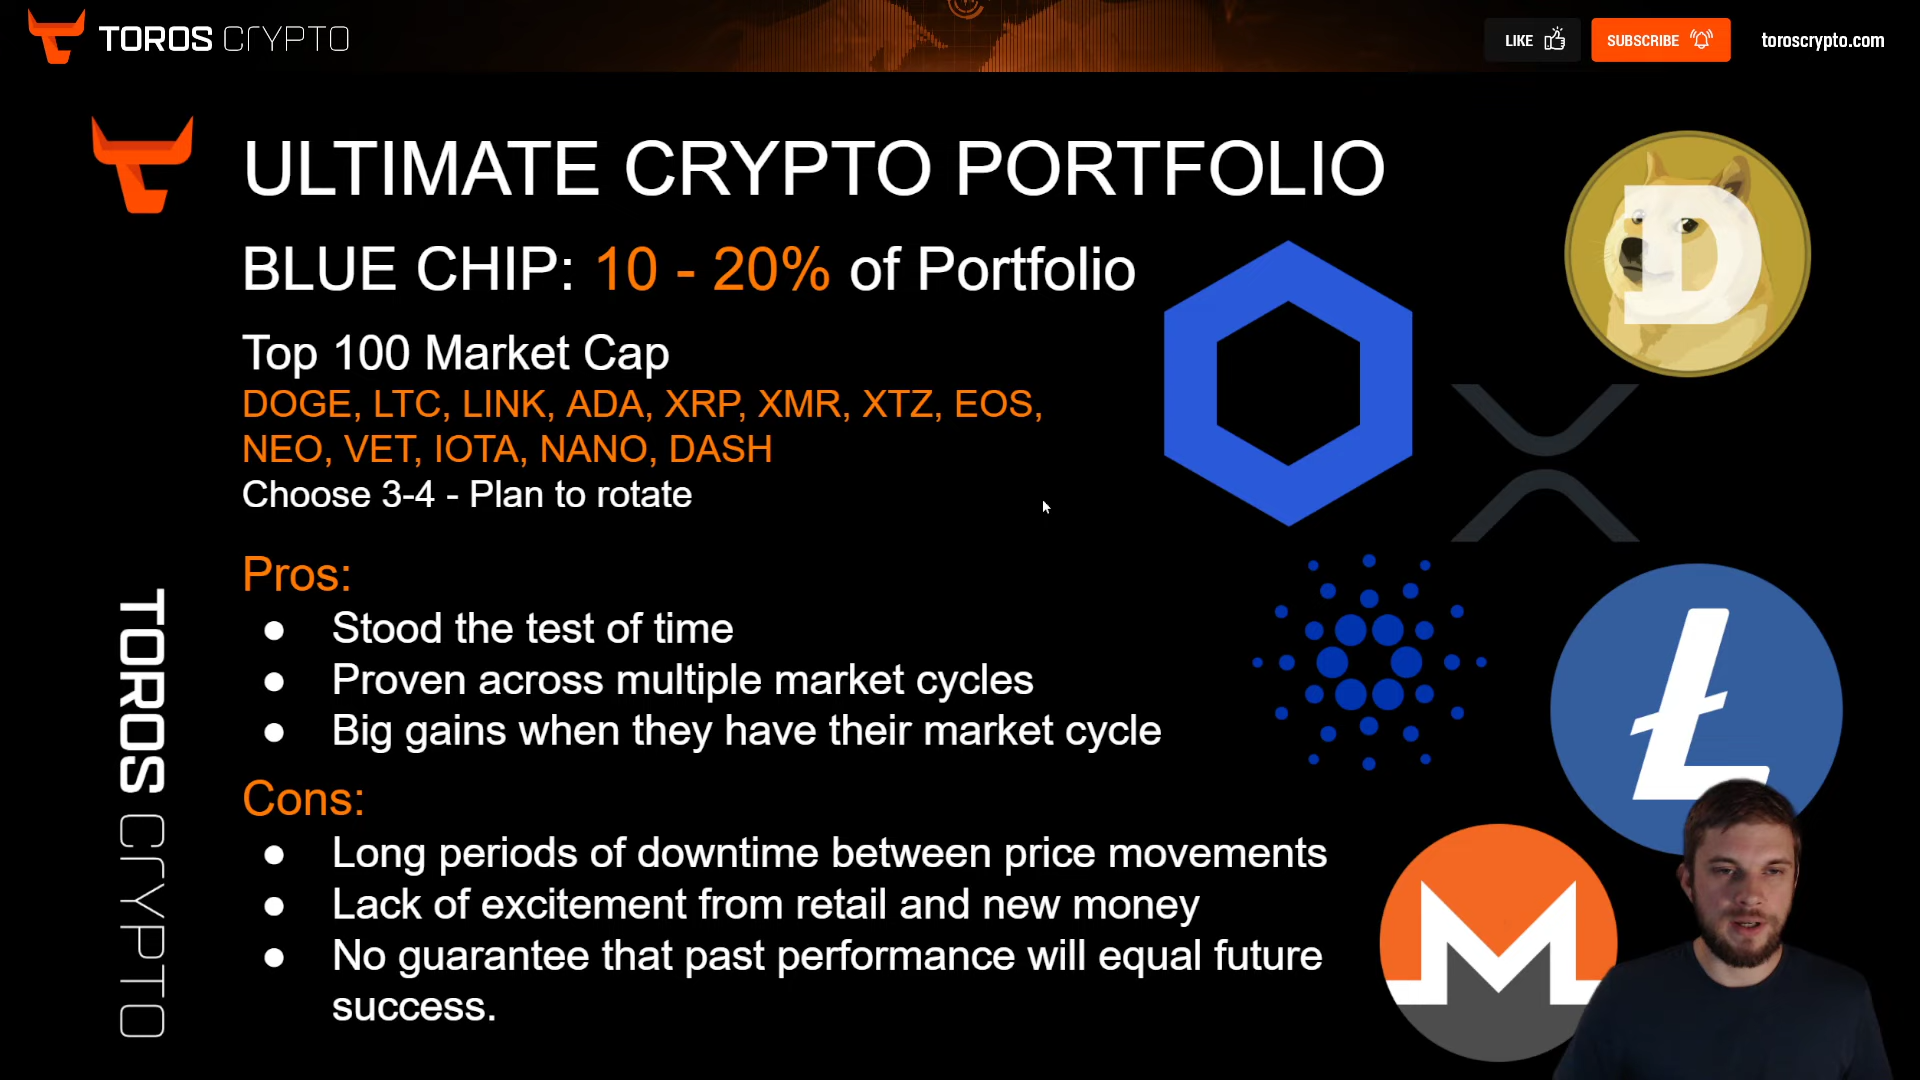 TOROS CRYPTO
LIKE
SUBSCRIBE
toroscrypto.com
ULTIMATE CRYPTO PORTFOLIO
BLUE CHIP: 10 - 20% of Portfolio
Top 100 Market Cap
DOGE, LTC, LINK, ADA, XRP, XMR, XTZ, EOS,
NEO, VET, IOTA, NANO, DASH
Choose 3-4 - Plan to rotate
Pros:
● Stood the test of time
● Proven across multiple market cycles
● Big gains when they have their market cycle
Cons:
● Long periods of downtime between price movements
● Lack of excitement from retail and new money
● No guarantee that past performance will equal future
success.
TOROS CRYPTO
D